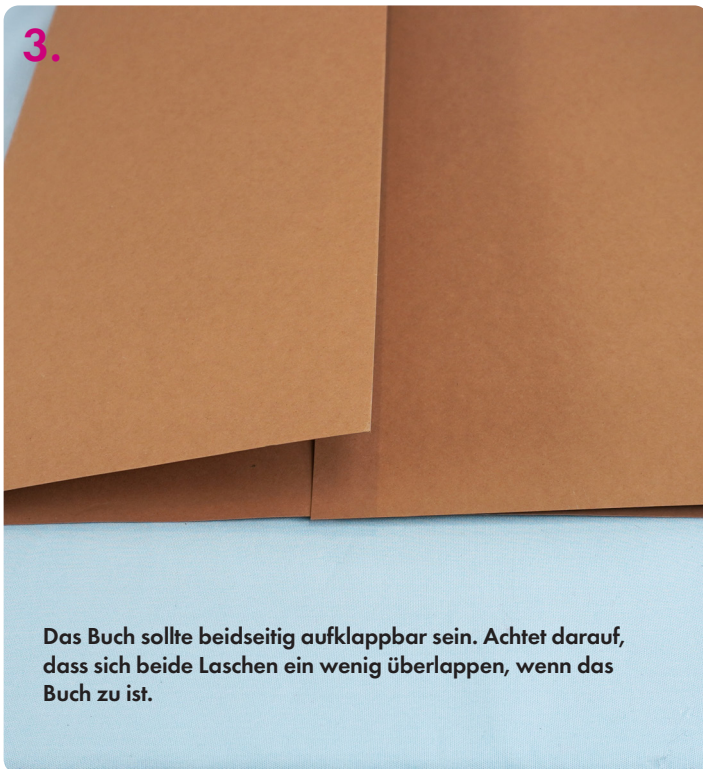 3.
Das Buch sollte beidseitig aufklappbar sein. Achtet darauf,
dass sich beide Laschen ein wenig überlappen, wenn das
Buch zu ist.